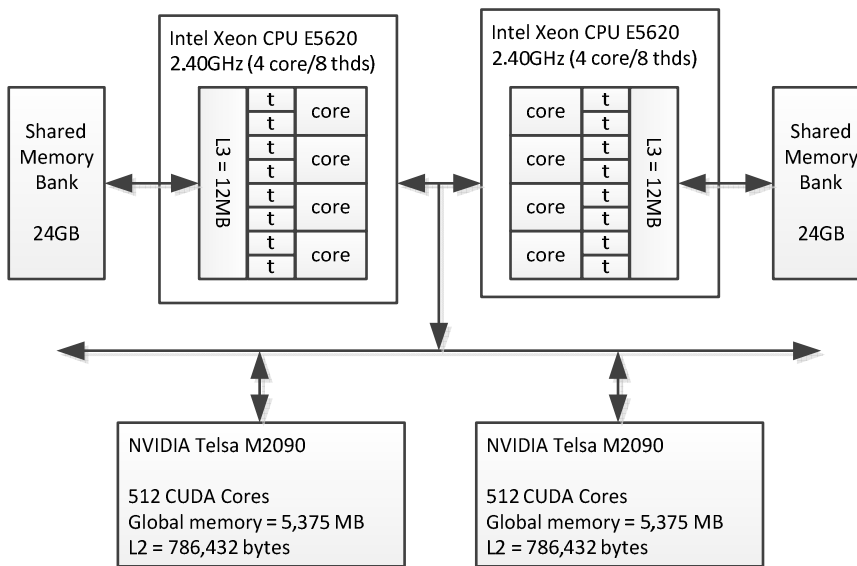 Intel Xeon CPU E5620
2.40GHz (4 core/8 thds)
Intel Xeon CPU E5620
2.40GHz (4 core/8 thds)
Shared
Memory
Bank
24GB
L3 = 12MB
t
t
t
t
t
t
t
t
core
core
core
core
core
core
core
core
t
t
t
t
t
t
t
t
L3 = 12MB
Shared
Memory
Bank
24GB
NVIDIA Telsa M2090
512 CUDA Cores
Global memory = 5,375 MB
L2 = 786,432 bytes
NVIDIA Telsa M2090
512 CUDA Cores
Global memory = 5,375 MB
L2 = 786,432 bytes